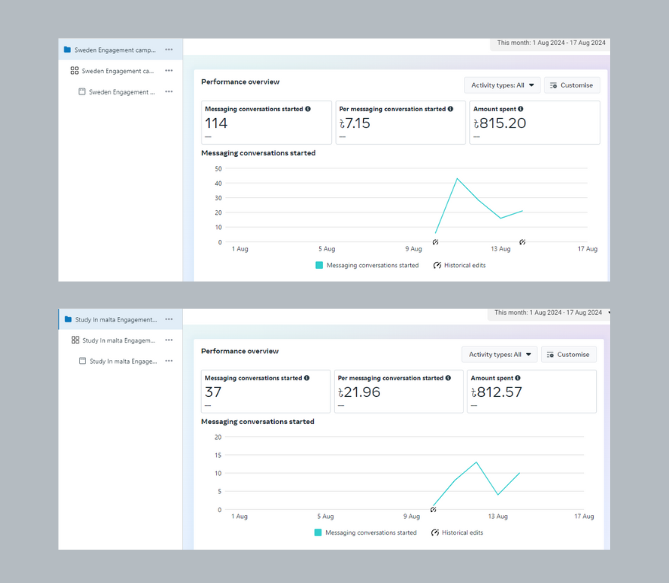 Sweden Engagement camp... ...
This month: 1 Aug 2024 - 17 Aug 2024
Sweden Engagement ca... ...
Sweden Engagement ... ...
Performance overview
Activity types: All
Customise
Messaging conversations started
114
—
Per messaging conversation started
৳7.15
—
Amount spent
৳815.20
—
Messaging conversations started
50
40
30
20
10
0
1 Aug 5 Aug 9 Aug 13 Aug 17 Aug
Messaging conversations started Historical edits
Study In malta Engagement... ...
This month: 1 Aug 2024 - 17 Aug 2024
Study In malta Engagem... ...
Study In malta Engage... ...
Performance overview
Activity types: All
Customise
Messaging conversations started
37
—
Per messaging conversation started
৳21.96
—
Amount spent
৳812.57
—
Messaging conversations started
20
15
10
5
0
1 Aug 5 Aug 9 Aug 13 Aug 17 Aug
Messaging conversations started Historical edits